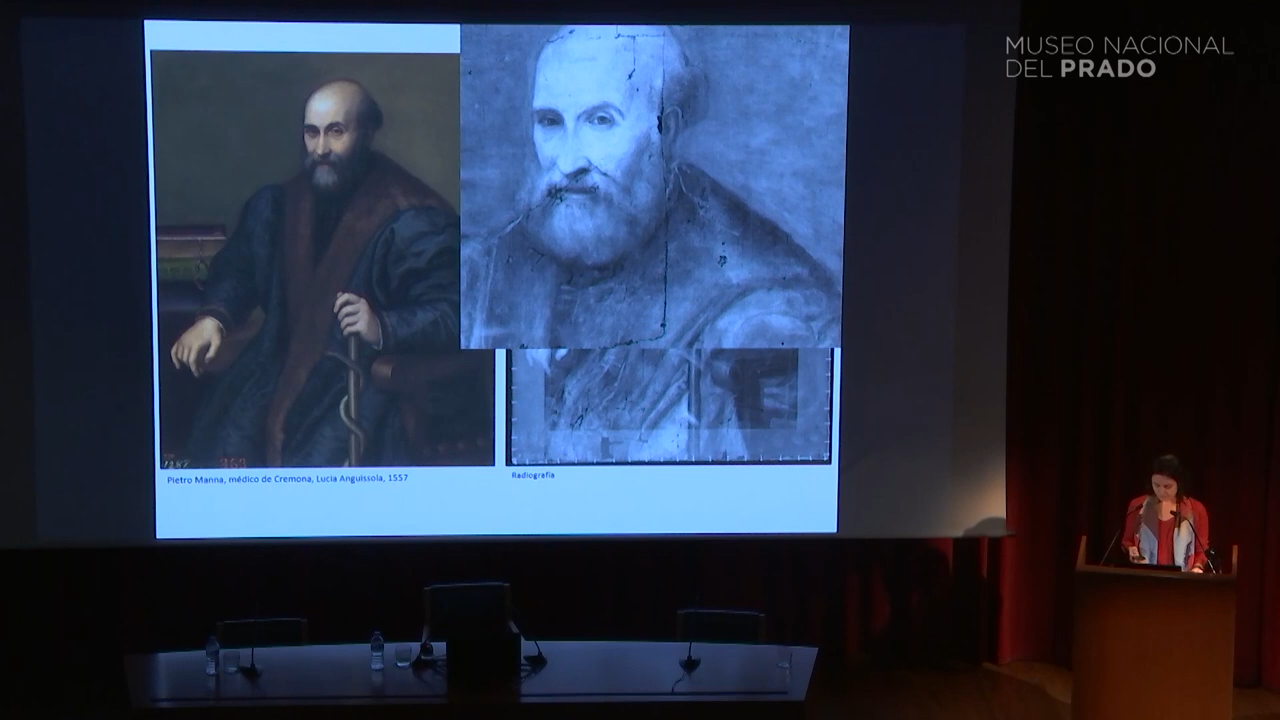 MUSEO NACIONAL
DEL PRADO
Pietro Manna, médico de Cremona, Lucia Anguissola, 1557
Radiografía